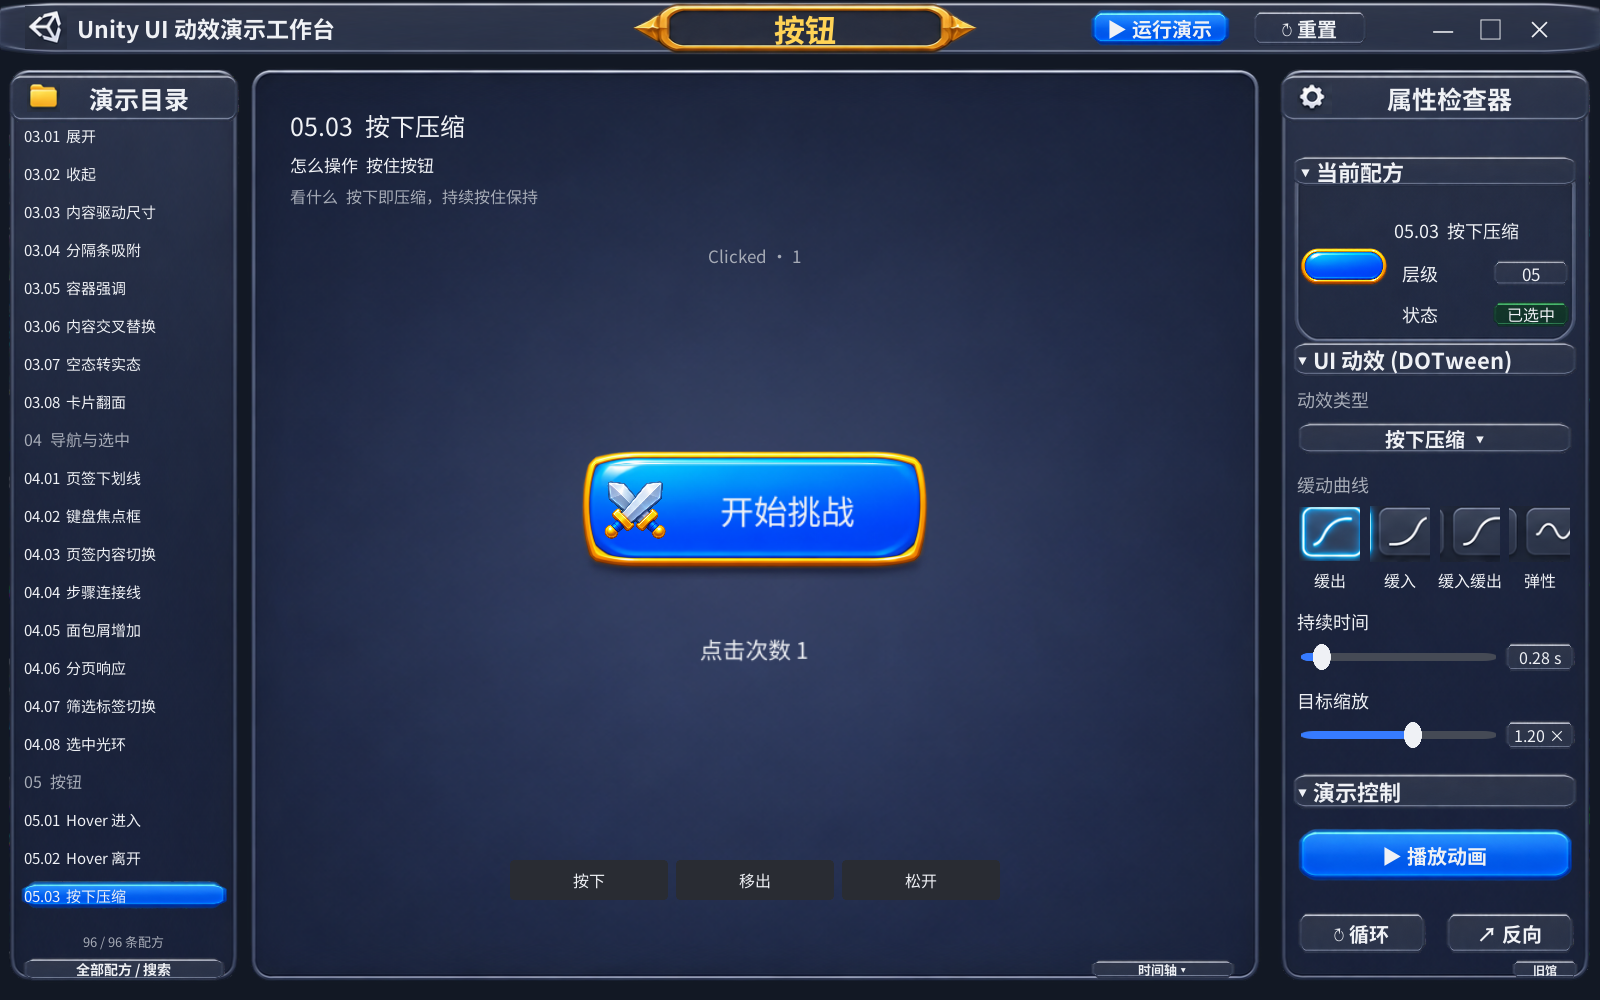 Unity UI 动效演示工作台
按钮
▶ 运行演示
↻ 重置
演示目录
03.01 展开
03.02 收起
03.03 内容驱动尺寸
03.04 分隔条吸附
03.05 容器强调
03.06 内容交叉替换
03.07 空态转实态
03.08 卡片翻面
04 导航与选中
04.01 页签下划线
04.02 键盘焦点框
04.03 页签内容切换
04.04 步骤连接线
04.05 面包屑增加
04.06 分页响应
04.07 筛选标签切换
04.08 选中光环
05 按钮
05.01 Hover 进入
05.02 Hover 离开
05.03 按下压缩
96 / 96 条配方
全部配方 / 搜索
05.03 按下压缩
怎么操作 按住按钮
看什么 按下即压缩，持续按住保持
Clicked · 1
开始挑战
点击次数 1
按下
移出
松开
时间轴 ▾
属性检查器
▾ 当前配方
05.03 按下压缩
层级 05
状态 已选中
▾ UI 动效 (DOTween)
动效类型
按下压缩 ▾
缓动曲线
缓出 缓入 缓入缓出 弹性
持续时间
0.28 s
目标缩放
1.20 ×
▾ 演示控制
▶ 播放动画
↻ 循环
↗ 反向
旧馆